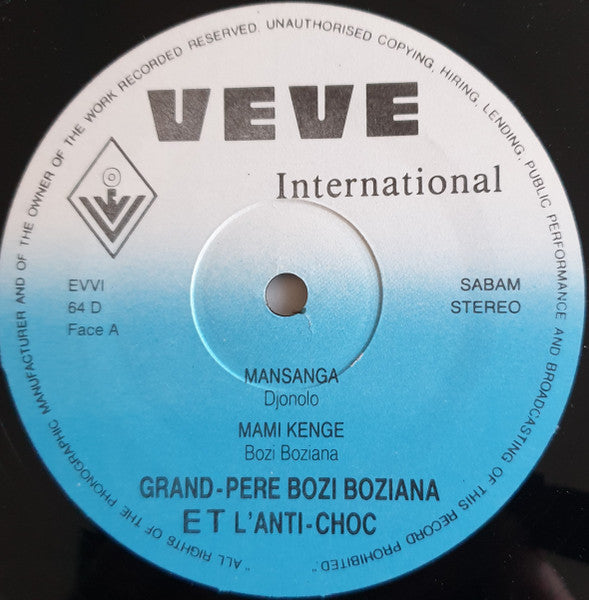 "ALL RIGHTS OF THE PHONOGRAPHIC MANUFACTURER AND OF THE OWNER OF THE WORK RECORDED RESERVED. UNAUTHORISED COPYING, HIRING, LENDING, PUBLIC PERFORMANCE AND BROADCASTING OF THIS RECORD PROHIBITED."
VEVE
International
EVVI
64 D
Face A
SABAM
STEREO
MANSANGA
Djonolo
MAMI KENGE
Bozi Boziana
GRAND-PERE BOZI BOZIANA
ET L'ANTI-CHOC